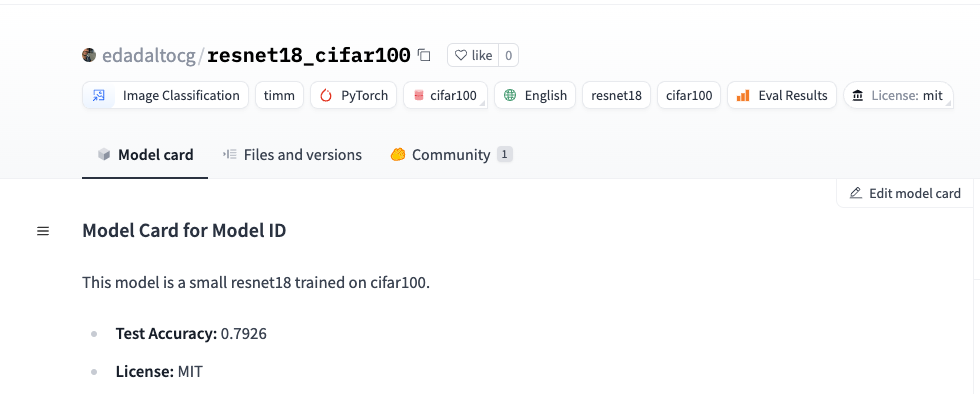 edadaltocg/resnet18_cifar100 like 0
Image Classification timm PyTorch cifar100 English resnet18 cifar100 Eval Results License: mit
Model card Files and versions Community 1
Edit model card
Model Card for Model ID
This model is a small resnet18 trained on cifar100.
Test Accuracy: 0.7926
License: MIT